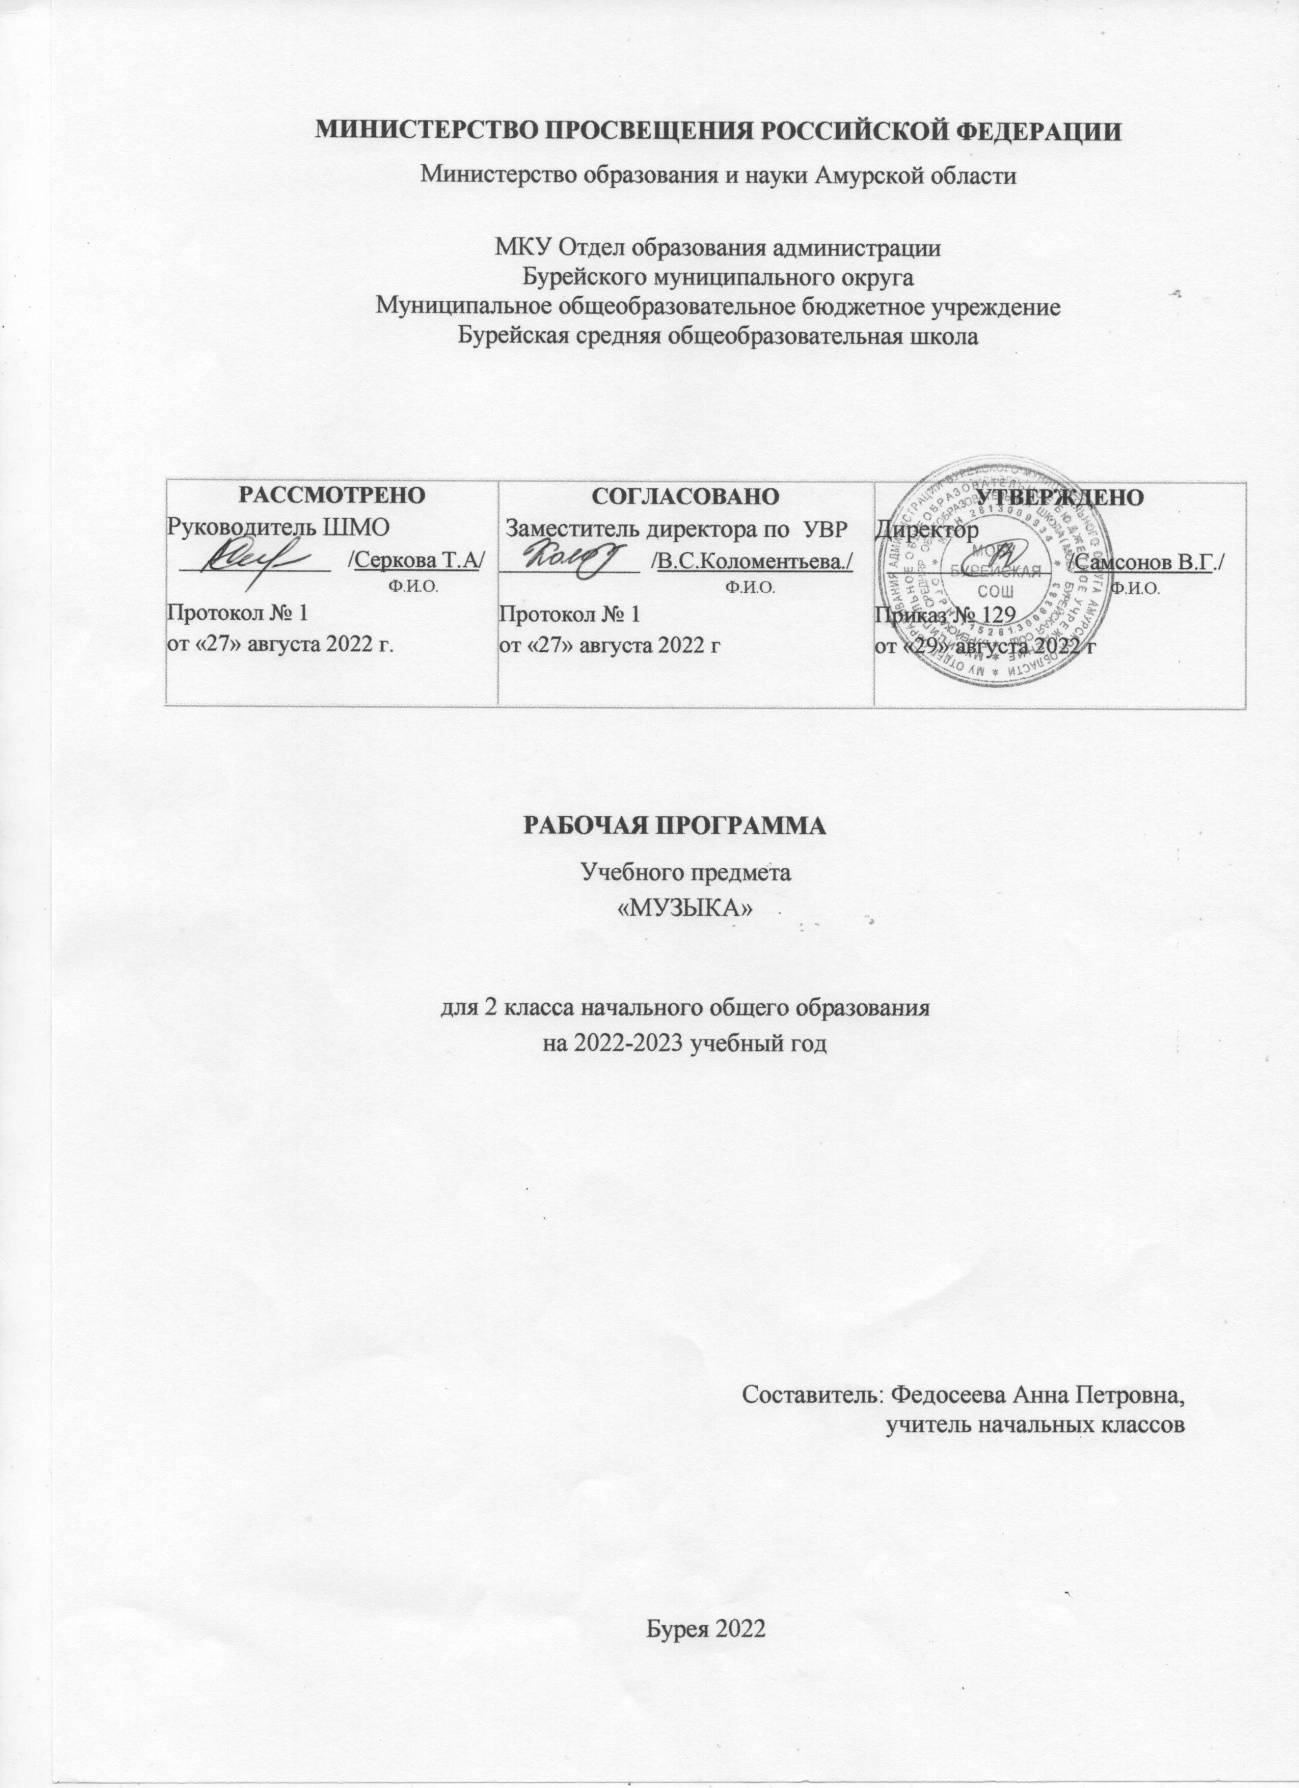 МИНИСТЕРСТВО ПРОСВЕЩЕНИЯ РОССИЙСКОЙ ФЕДЕРАЦИИ
Министерство образования и науки Амурской области
МКУ Отдел образования администрации
Бурейского муниципального округа
Муниципальное общеобразовательное бюджетное учреждение
Бурейская средняя общеобразовательная школа
РАССМОТРЕНО
Руководитель ШМО
/Серкова Т.А/
Ф.И.О.
Протокол № 1
от «27» августа 2022 г.
СОГЛАСОВАНО
Заместитель директора по УВР
/В.С.Коломентьева./
Ф.И.О.
Протокол № 1
от «27» августа 2022 г
УТВЕРЖДЕНО
Директор
/Самсонов В.Г./
Ф.И.О.
Приказ № 129
от «29» августа 2022 г
БУРЕЙСКАЯ
СОШ
РАБОЧАЯ ПРОГРАММА
Учебного предмета
«МУЗЫКА»
для 2 класса начального общего образования
на 2022-2023 учебный год
Составитель: Федосеева Анна Петровна,
учитель начальных классов
Бурея 2022